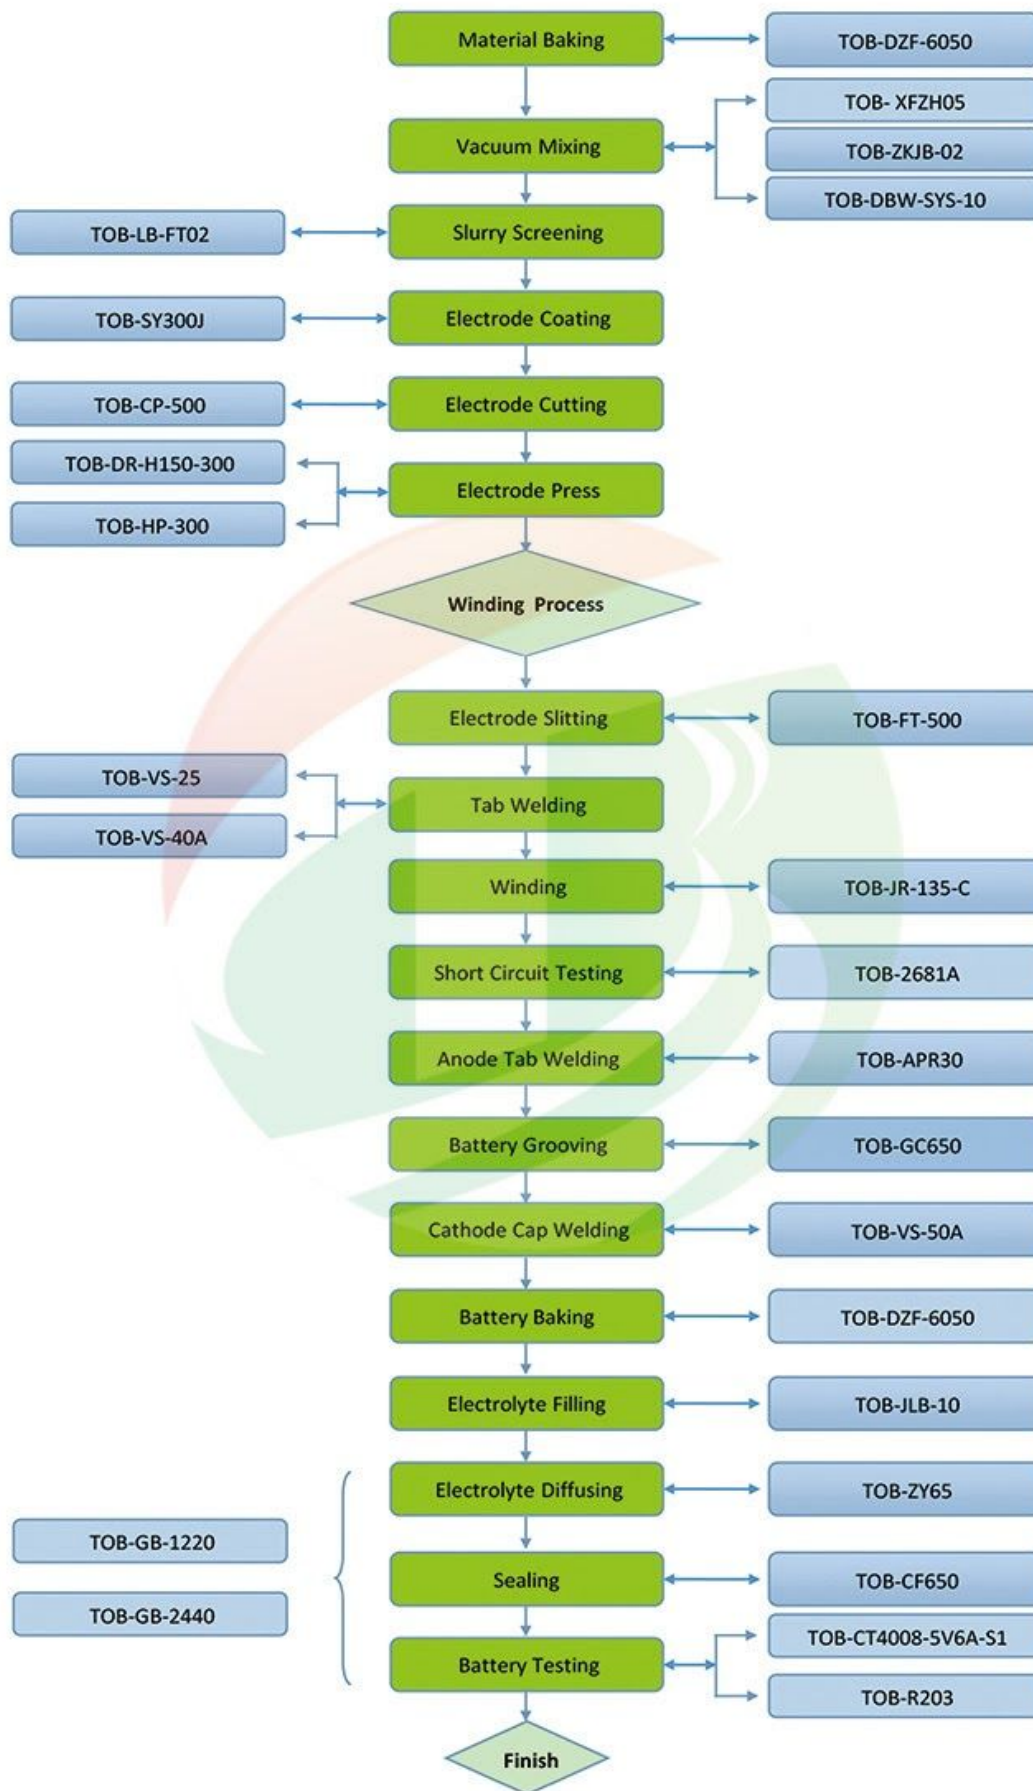 Material Baking
TOB-DZF-6050
TOB- XFZH05
Vacuum Mixing
TOB-ZKJB-02
TOB-DBW-SYS-10
TOB-LB-FT02
Slurry Screening
TOB-SY300J
Electrode Coating
TOB-CP-500
Electrode Cutting
TOB-DR-H150-300
Electrode Press
TOB-HP-300
Winding Process
Electrode Slitting
TOB-FT-500
TOB-VS-25
Tab Welding
TOB-VS-40A
Winding
TOB-JR-135-C
Short Circuit Testing
TOB-2681A
Anode Tab Welding
TOB-APR30
Battery Grooving
TOB-GC650
Cathode Cap Welding
TOB-VS-50A
Battery Baking
TOB-DZF-6050
Electrolyte Filling
TOB-JLB-10
Electrolyte Diffusing
TOB-ZY65
TOB-GB-1220
Sealing
TOB-CF650
TOB-GB-2440
TOB-CT4008-5V6A-S1
Battery Testing
TOB-R203
Finish